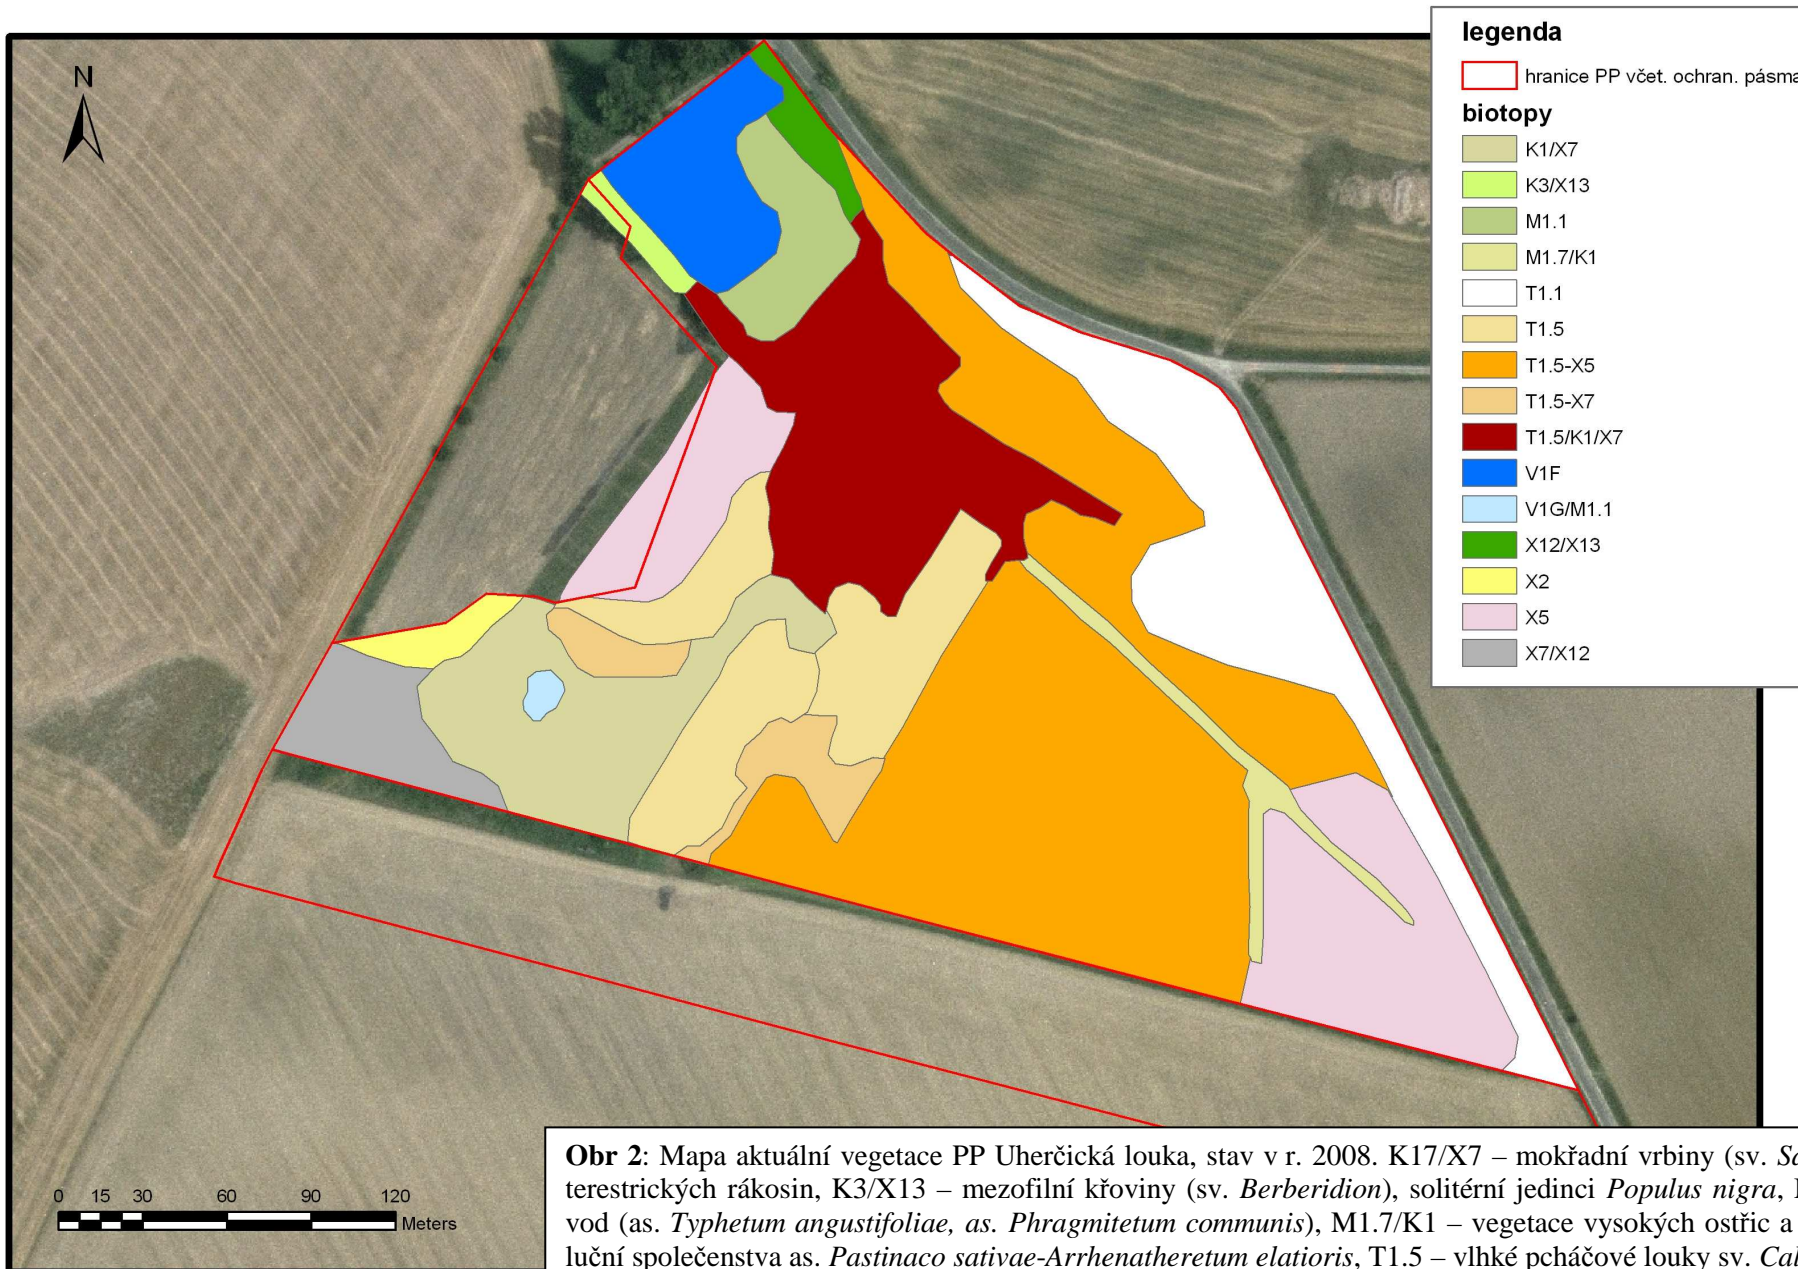 N
legenda
hranice PP včet. ochran. pásma
biotopy
K1/X7
K3/X13
M1.1
M1.7/K1
T1.1
T1.5
T1.5-X5
T1.5-X7
T1.5/K1/X7
V1F
V1G/M1.1
X12/X13
X2
X5
X7/X12
0 15 30 60 90 120
Meters
Obr 2: Mapa aktuální vegetace PP Uherčická louka, stav v r. 2008. K17/X7 – mokřadní vrbiny (sv.
terestrických rákosin, K3/X13 – mezofilní křoviny (sv. Berberidion), solitérní jedinci Populus nigra,
vod (as. Typhetum angustifoliae, as. Phragmitetum communis), M1.7/K1 – vegetace vysokých ostřic a
luční společenstva as. Pastinaco sativae-Arrhenatheretum elatioris, T1.5 – vlhké pcháčové louky sv.